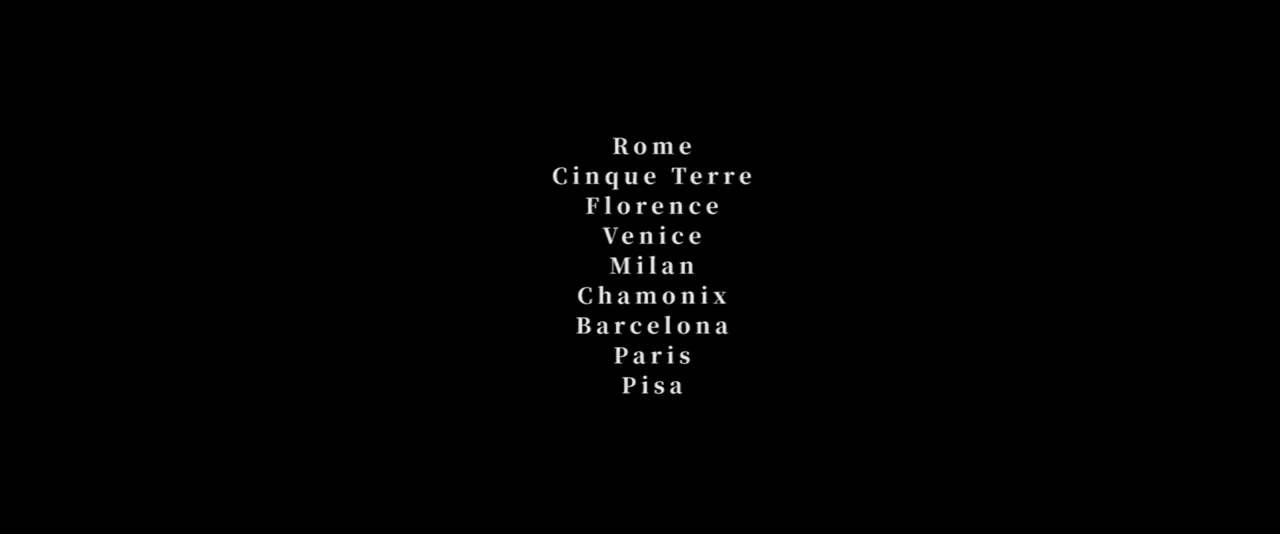 Rome
Cinque Terre
Florence
Venice
Milan
Chamonix
Barcelona
Paris
Pisa